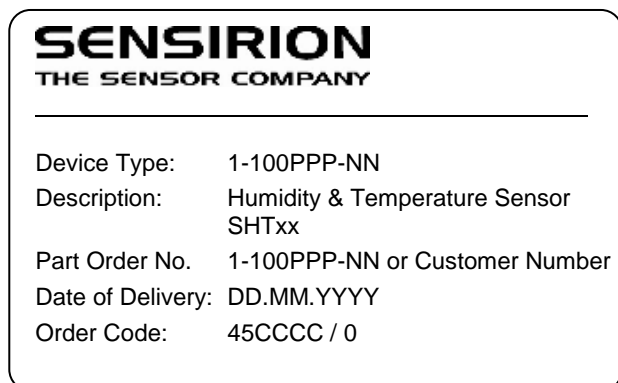 SENSIRION
THE SENSOR COMPANY
Device Type: 1-100PPP-NN
Description: Humidity & Temperature Sensor
SHTxx
Part Order No. 1-100PPP-NN or Customer Number
Date of Delivery: DD.MM.YYYY
Order Code: 45CCCC / 0